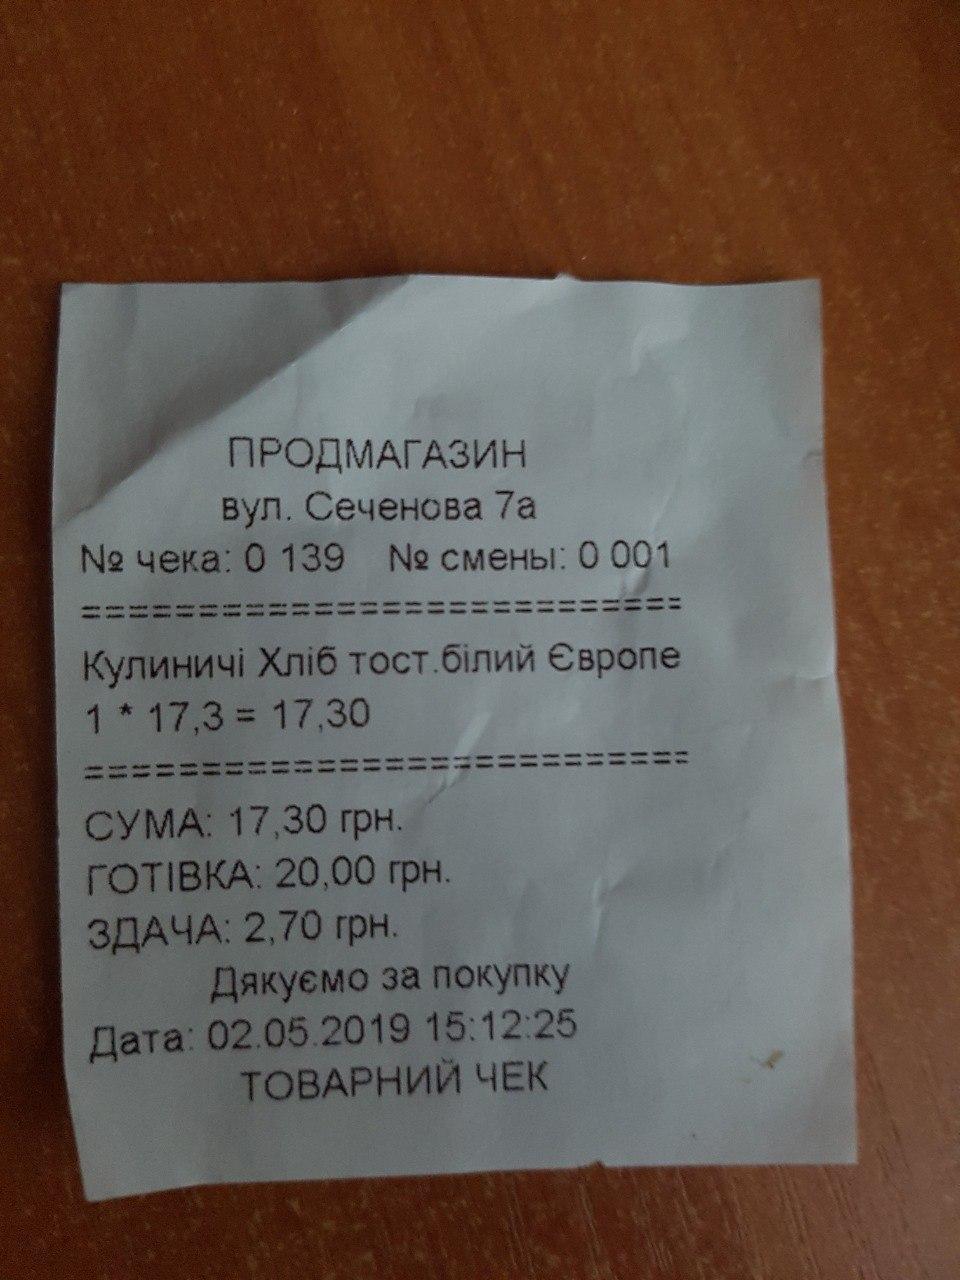 ПРОДМАГАЗИН
вул. Сеченова 7а
№ чека: 0 139 № смены: 0 001
==========================
Кулиничі Хліб тост.білий Європе
1 * 17,3 = 17,30
==========================
СУМА: 17,30 грн.
ГОТІВКА: 20,00 грн.
ЗДАЧА: 2,70 грн.
Дякуємо за покупку
Дата: 02.05.2019 15:12:25
ТОВАРНИЙ ЧЕК